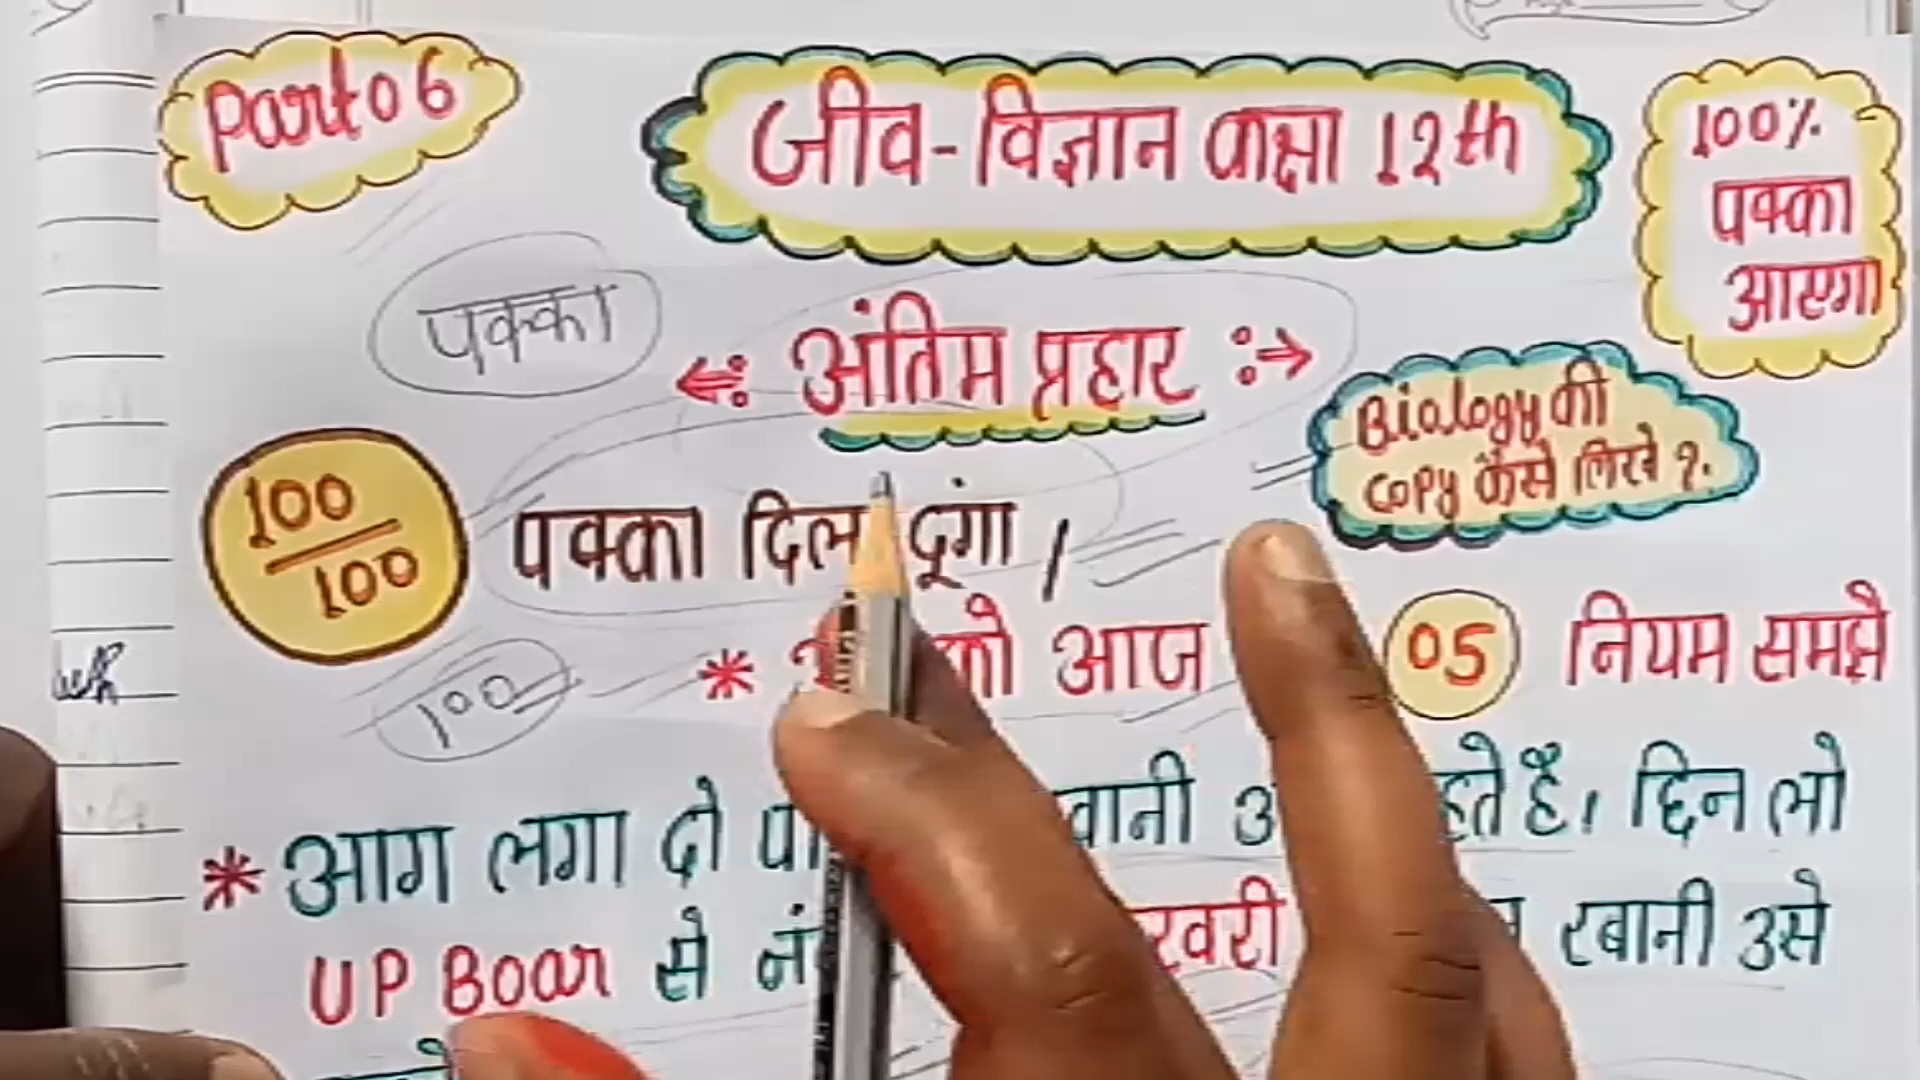 Part 06
जीव-विज्ञान कक्षा 12th
100%
पक्का
आएगा
पक्का
अंतिम प्रहार
Biology की
copy कैसे लिखे ?.
100
100
पक्का दिला दूंगा /
को आज 05 नियम समझे
100
* आग लगा दो हैं। छिन लो
UP Boar से रबानी उसे